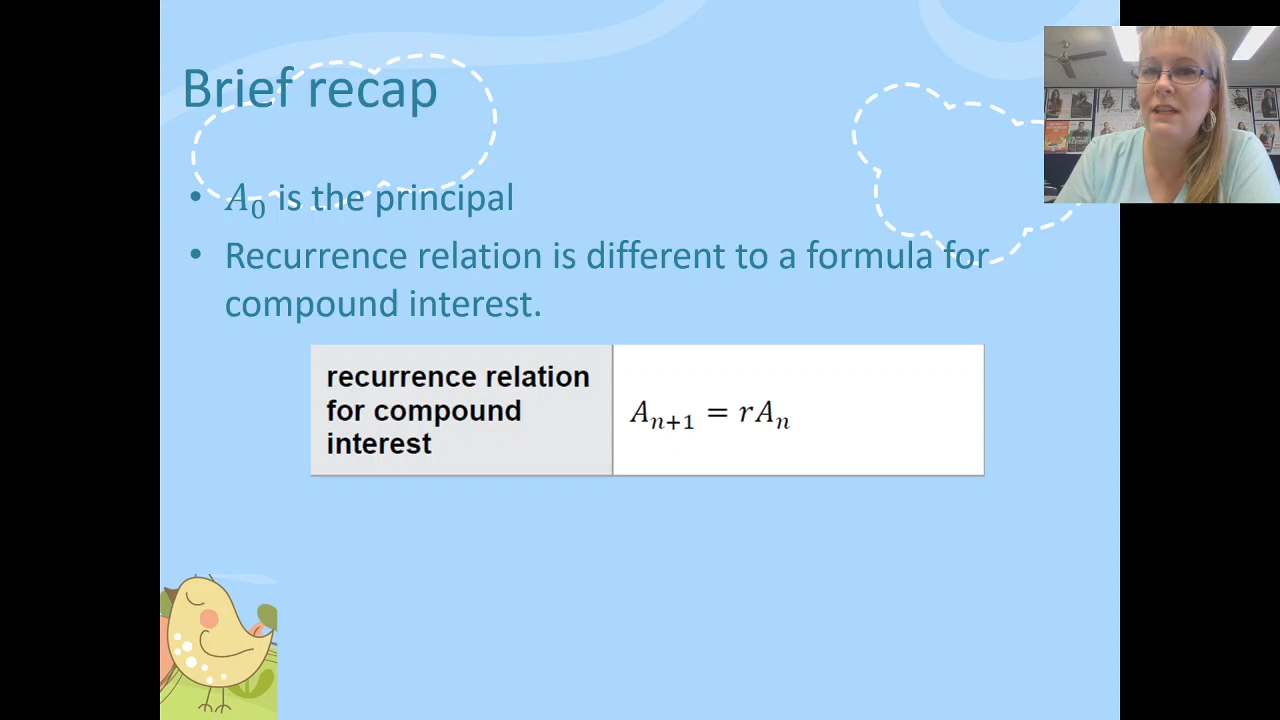 Brief recap
• A₀ is the principal
• Recurrence relation is different to a formula for
compound interest.
recurrence relation
for compound
interest
Aₙ₊₁ = rAₙ